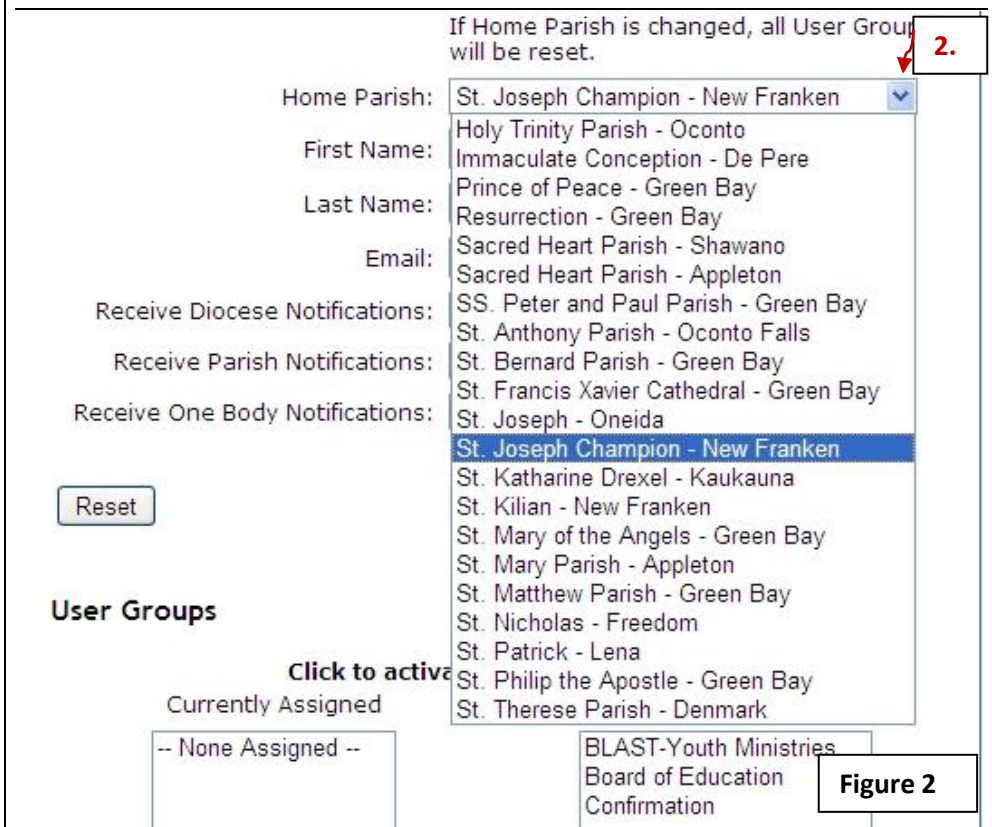 If Home Parish is changed, all User Group
will be reset.
2.
Home Parish: St. Joseph Champion - New Franken
Holy Trinity Parish - Oconto
First Name:
Immaculate Conception - De Pere
Prince of Peace - Green Bay
Last Name:
Resurrection - Green Bay
Sacred Heart Parish - Shawano
Email:
Sacred Heart Parish - Appleton
SS. Peter and Paul Parish - Green Bay
Receive Diocese Notifications:
St. Anthony Parish - Oconto Falls
Receive Parish Notifications:
St. Bernard Parish - Green Bay
St. Francis Xavier Cathedral - Green Bay
Receive One Body Notifications:
St. Joseph - Oneida
St. Joseph Champion - New Franken
St. Katharine Drexel - Kaukauna
Reset
St. Kilian - New Franken
St. Mary of the Angels - Green Bay
St. Mary Parish - Appleton
St. Matthew Parish - Green Bay
User Groups
St. Nicholas - Freedom
St. Patrick - Lena
Click to activa
St. Philip the Apostle - Green Bay
Currently Assigned
St. Therese Parish - Denmark
-- None Assigned --
BLAST-Youth Ministries
Board of Education
Confirmation
Figure 2